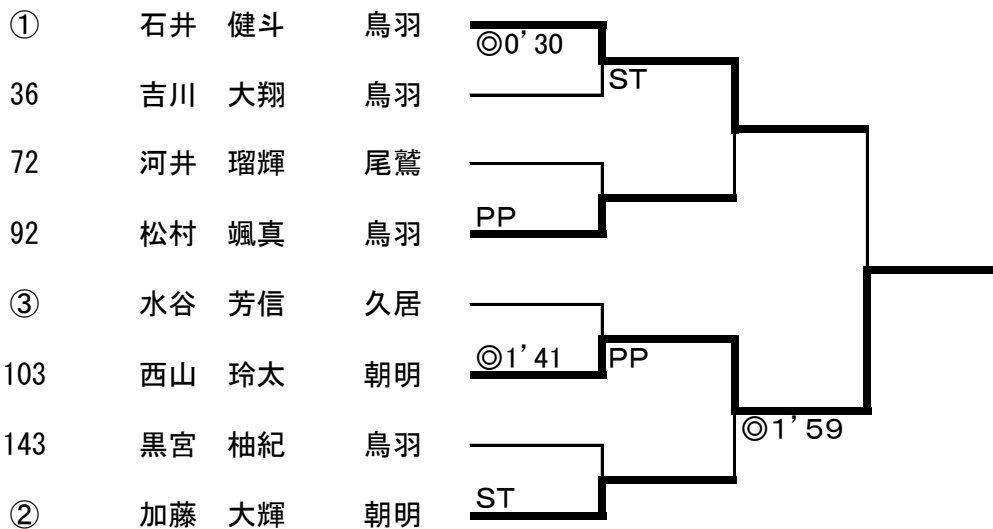 ① 石井 健斗 鳥羽
◎0’30
ST
36 吉川 大翔 鳥羽
72 河井 瑠輝 尾鷲
PP
92 松村 颯真 鳥羽
③ 水谷 芳信 久居
◎1’41 PP
103 西山 玲太 朝明
◎1’59
143 黒宮 柚紀 鳥羽
ST
② 加藤 大輝 朝明